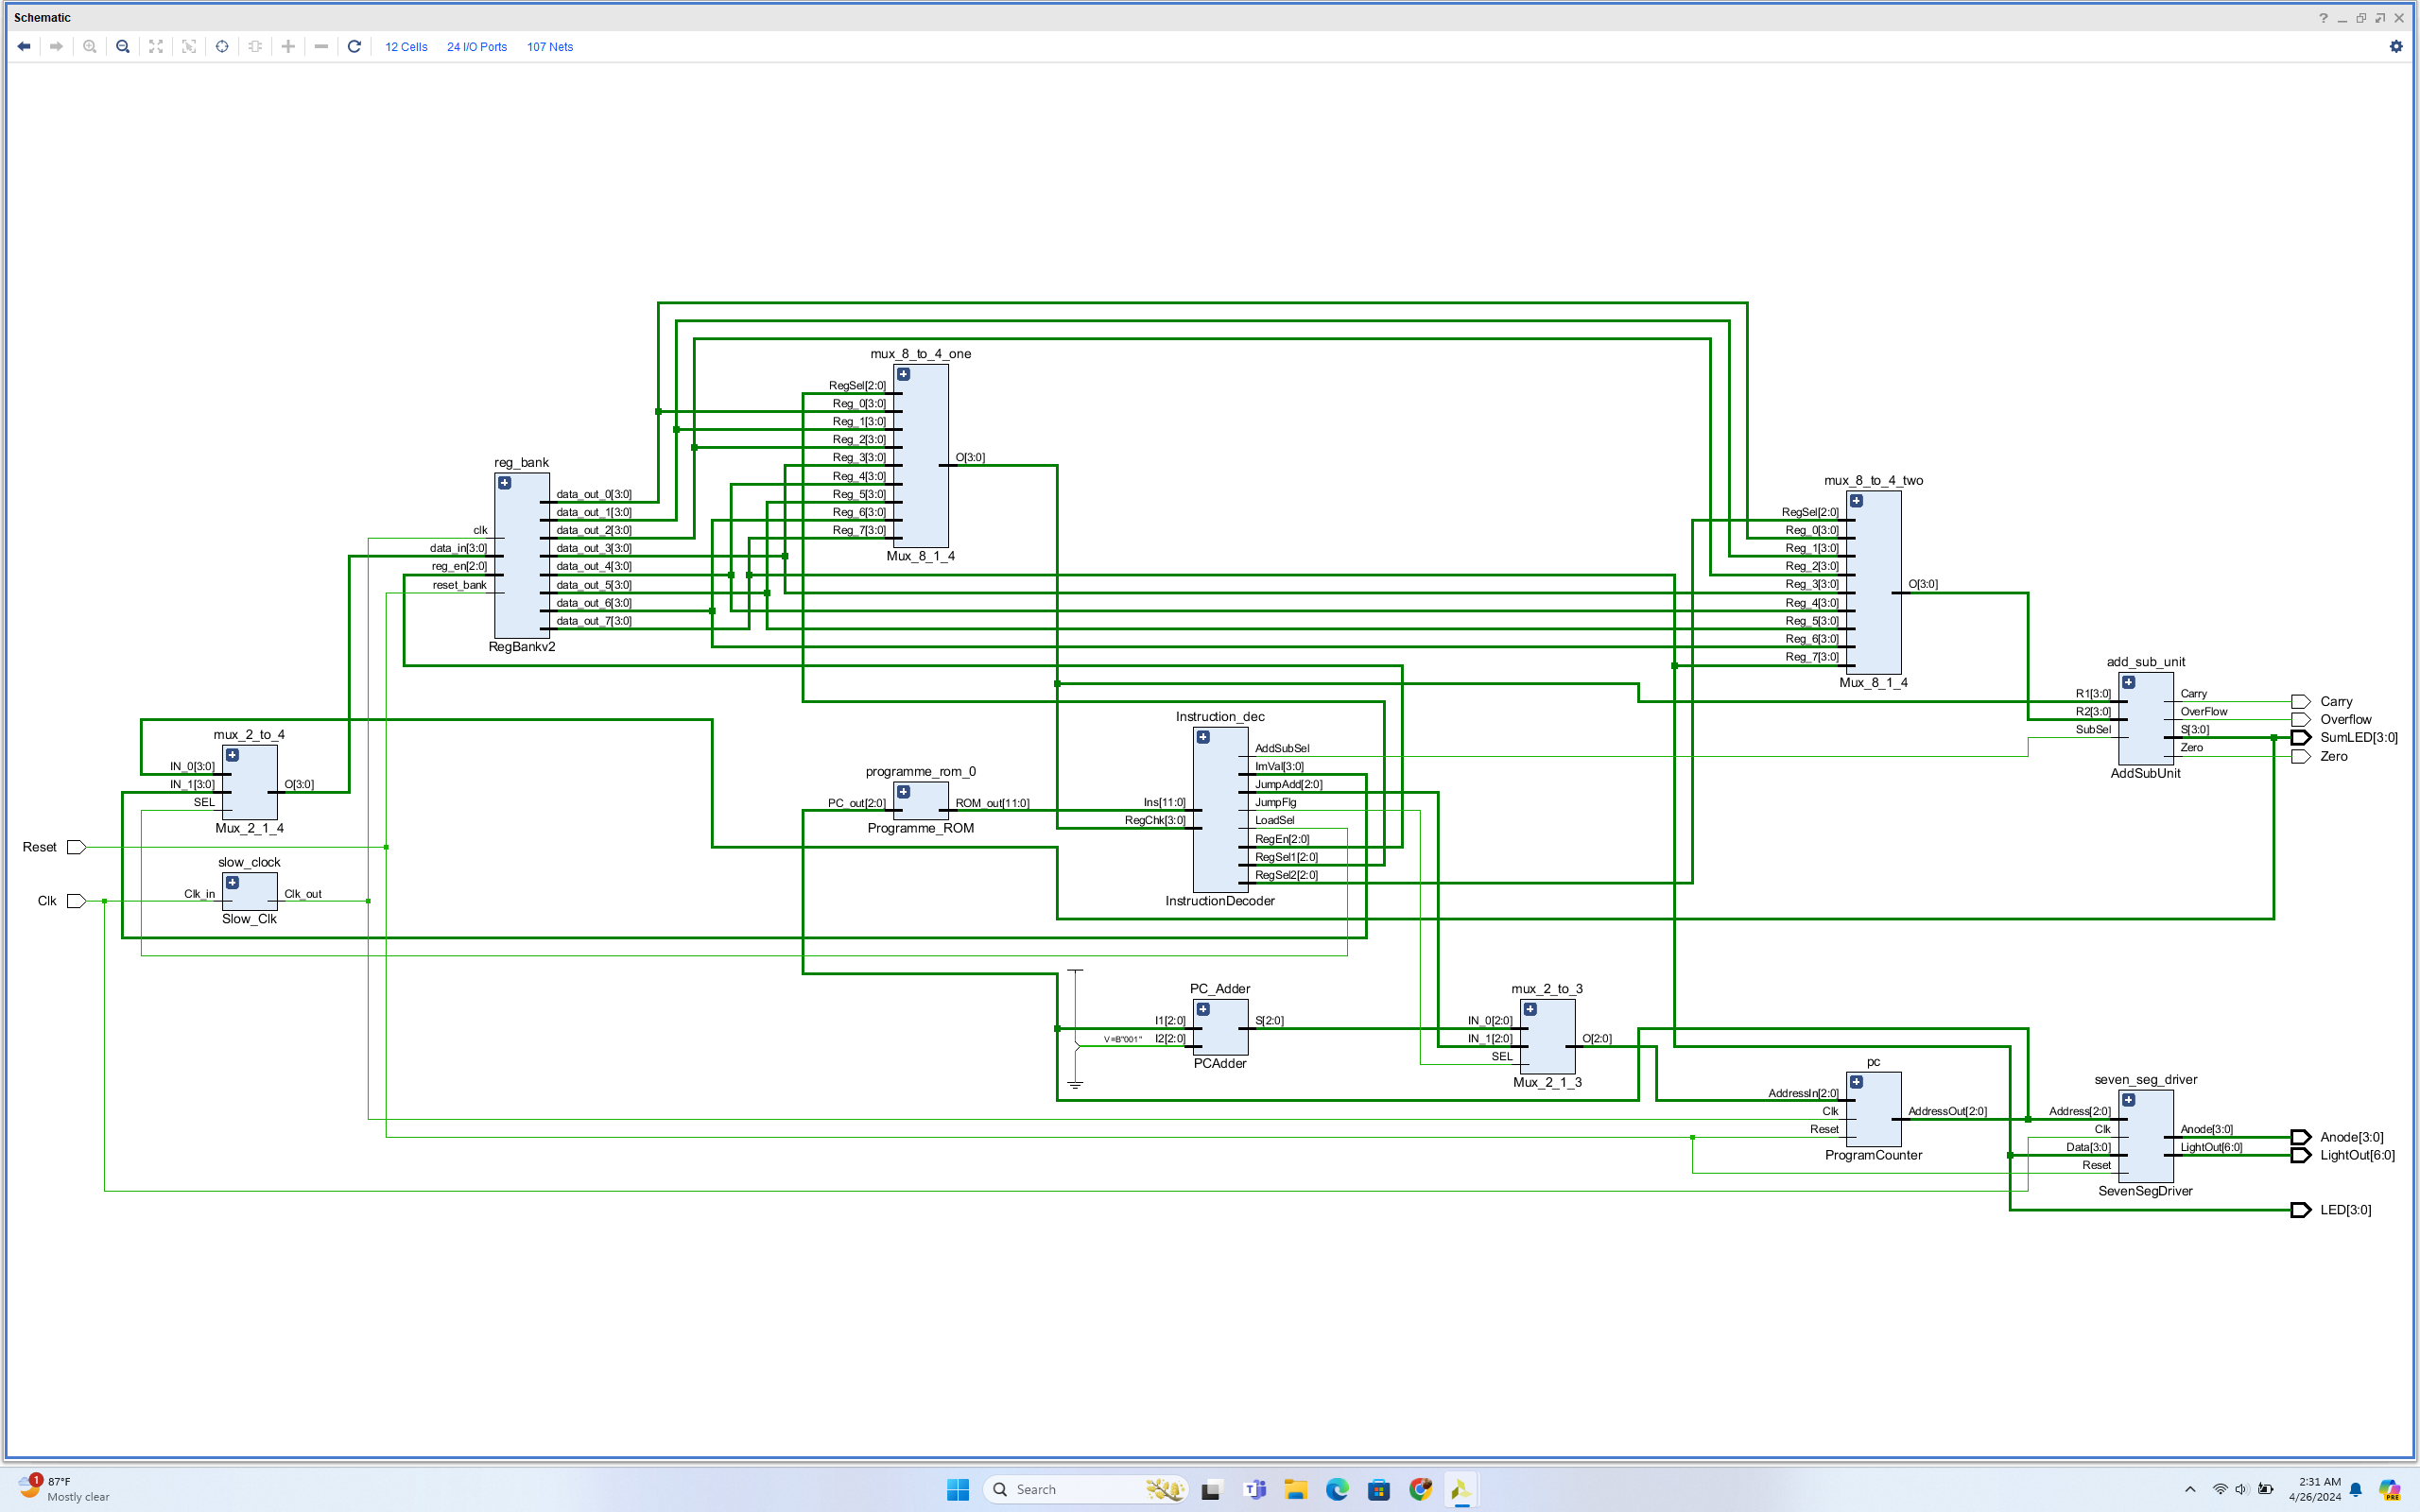 Schematic
12 Cells 24 I/O Ports 107 Nets
mux_8_to_4_one
RegSel[2:0]
Reg_0[3:0]
Reg_1[3:0]
Reg_2[3:0]
Reg_3[3:0]
Reg_4[3:0]
Reg_5[3:0]
Reg_6[3:0]
Reg_7[3:0]
O[3:0]
Mux_8_1_4
reg_bank
clk
data_in[3:0]
reg_en[2:0]
reset_bank
data_out_0[3:0]
data_out_1[3:0]
data_out_2[3:0]
data_out_3[3:0]
data_out_4[3:0]
data_out_5[3:0]
data_out_6[3:0]
data_out_7[3:0]
RegBankv2
mux_8_to_4_two
RegSel[2:0]
Reg_0[3:0]
Reg_1[3:0]
Reg_2[3:0]
Reg_3[3:0]
Reg_4[3:0]
Reg_5[3:0]
Reg_6[3:0]
Reg_7[3:0]
O[3:0]
Mux_8_1_4
add_sub_unit
R1[3:0]
R2[3:0]
SubSel
Carry
OverFlow
S[3:0]
Zero
AddSubUnit
Carry
Overflow
SumLED[3:0]
Zero
mux_2_to_4
IN_0[3:0]
IN_1[3:0]
SEL
O[3:0]
Mux_2_1_4
Reset
slow_clock
Clk
Clk_in
Clk_out
Slow_Clk
programme_rom_0
PC_out[2:0]
ROM_out[11:0]
Programme_ROM
Instruction_dec
Ins[11:0]
RegChk[3:0]
AddSubSel
ImVal[3:0]
JumpAdd[2:0]
JumpFlg
LoadSel
RegEn[2:0]
RegSel1[2:0]
RegSel2[2:0]
InstructionDecoder
PC_Adder
I1[2:0]
V=B"001" I2[2:0]
S[2:0]
PCAdder
mux_2_to_3
IN_0[2:0]
IN_1[2:0]
SEL
O[2:0]
Mux_2_1_3
pc
AddressIn[2:0]
Clk
Reset
AddressOut[2:0]
ProgramCounter
seven_seg_driver
Address[2:0]
Clk
Data[3:0]
Reset
Anode[3:0]
LightOut[6:0]
SevenSegDriver
Anode[3:0]
LightOut[6:0]
LED[3:0]
1
87°F
Mostly clear
Search
2:31 AM
4/26/2024
PRE